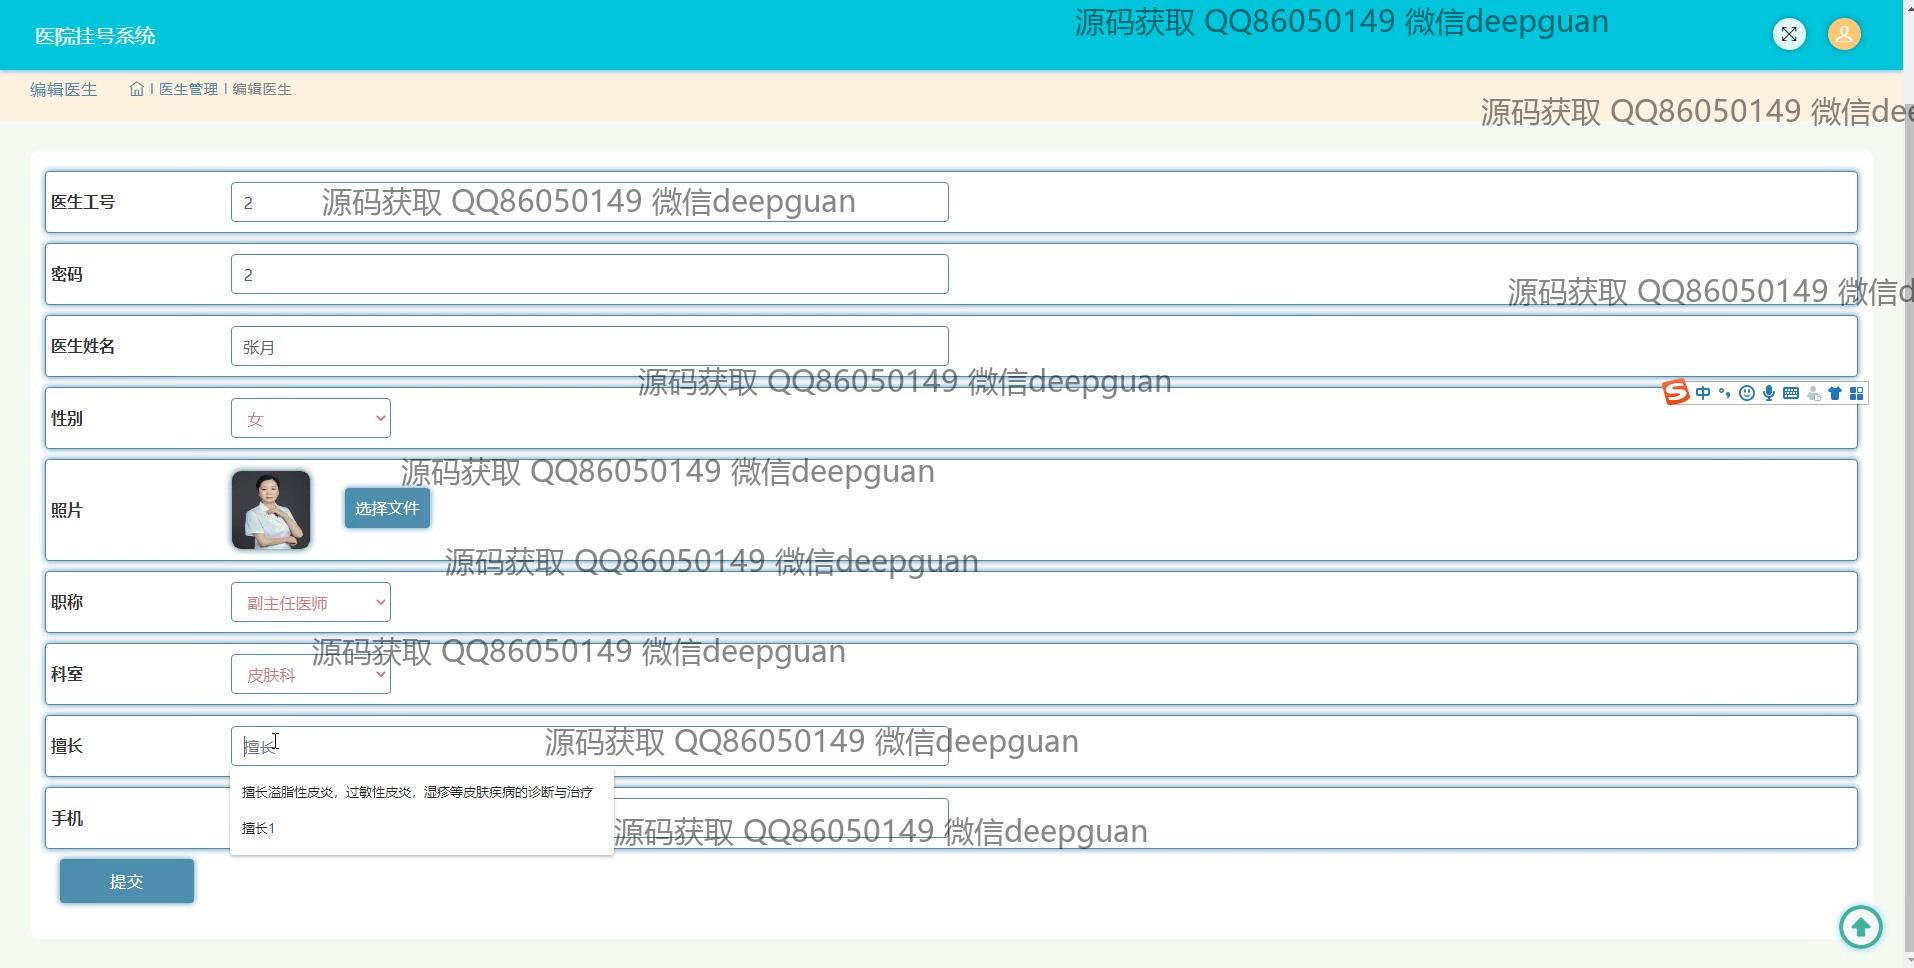 医院挂号系统
源码获取 QQ86050149 微信deepguan
编辑医生
医生管理
编辑医生
源码获取 QQ86050149 微信dee
医生工号
2
源码获取 QQ86050149 微信deepguan
密码
2
源码获取 QQ86050149 微信d
医生姓名
张月
源码获取 QQ86050149 微信deepguan
中
性别
女
源码获取 QQ86050149 微信deepguan
照片
选择文件
源码获取 QQ86050149 微信deepguan
职称
副主任医师
源码获取 QQ86050149 微信deepguan
科室
皮肤科
擅长
擅长
源码获取 QQ86050149 微信deepguan
擅长溢脂性皮炎，过敏性皮炎，湿疹等皮肤疾病的诊断与治疗
手机
擅长1
源码获取 QQ86050149 微信deepguan
提交